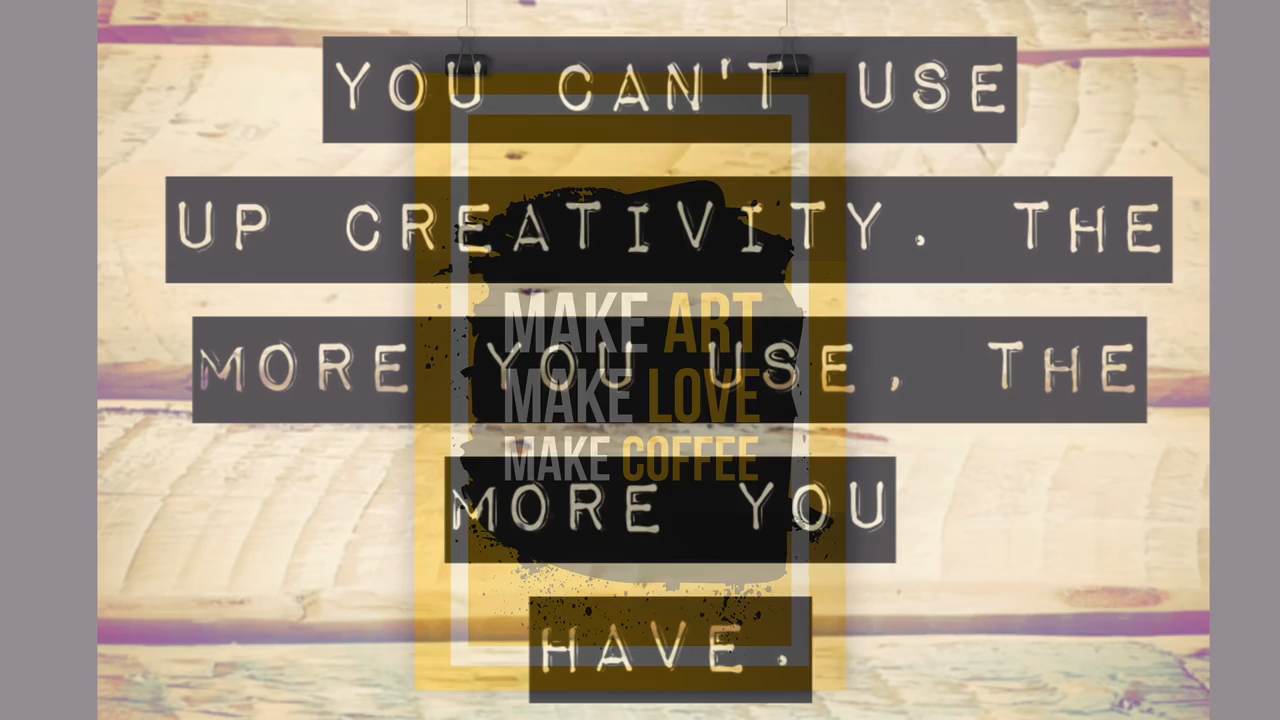 YOU CAN'T USE
UP CREATIVITY. THE
MORE YOU USE, THE
MORE YOU
HAVE.
MAKE ART
MAKE LOVE
MAKE COFFEE